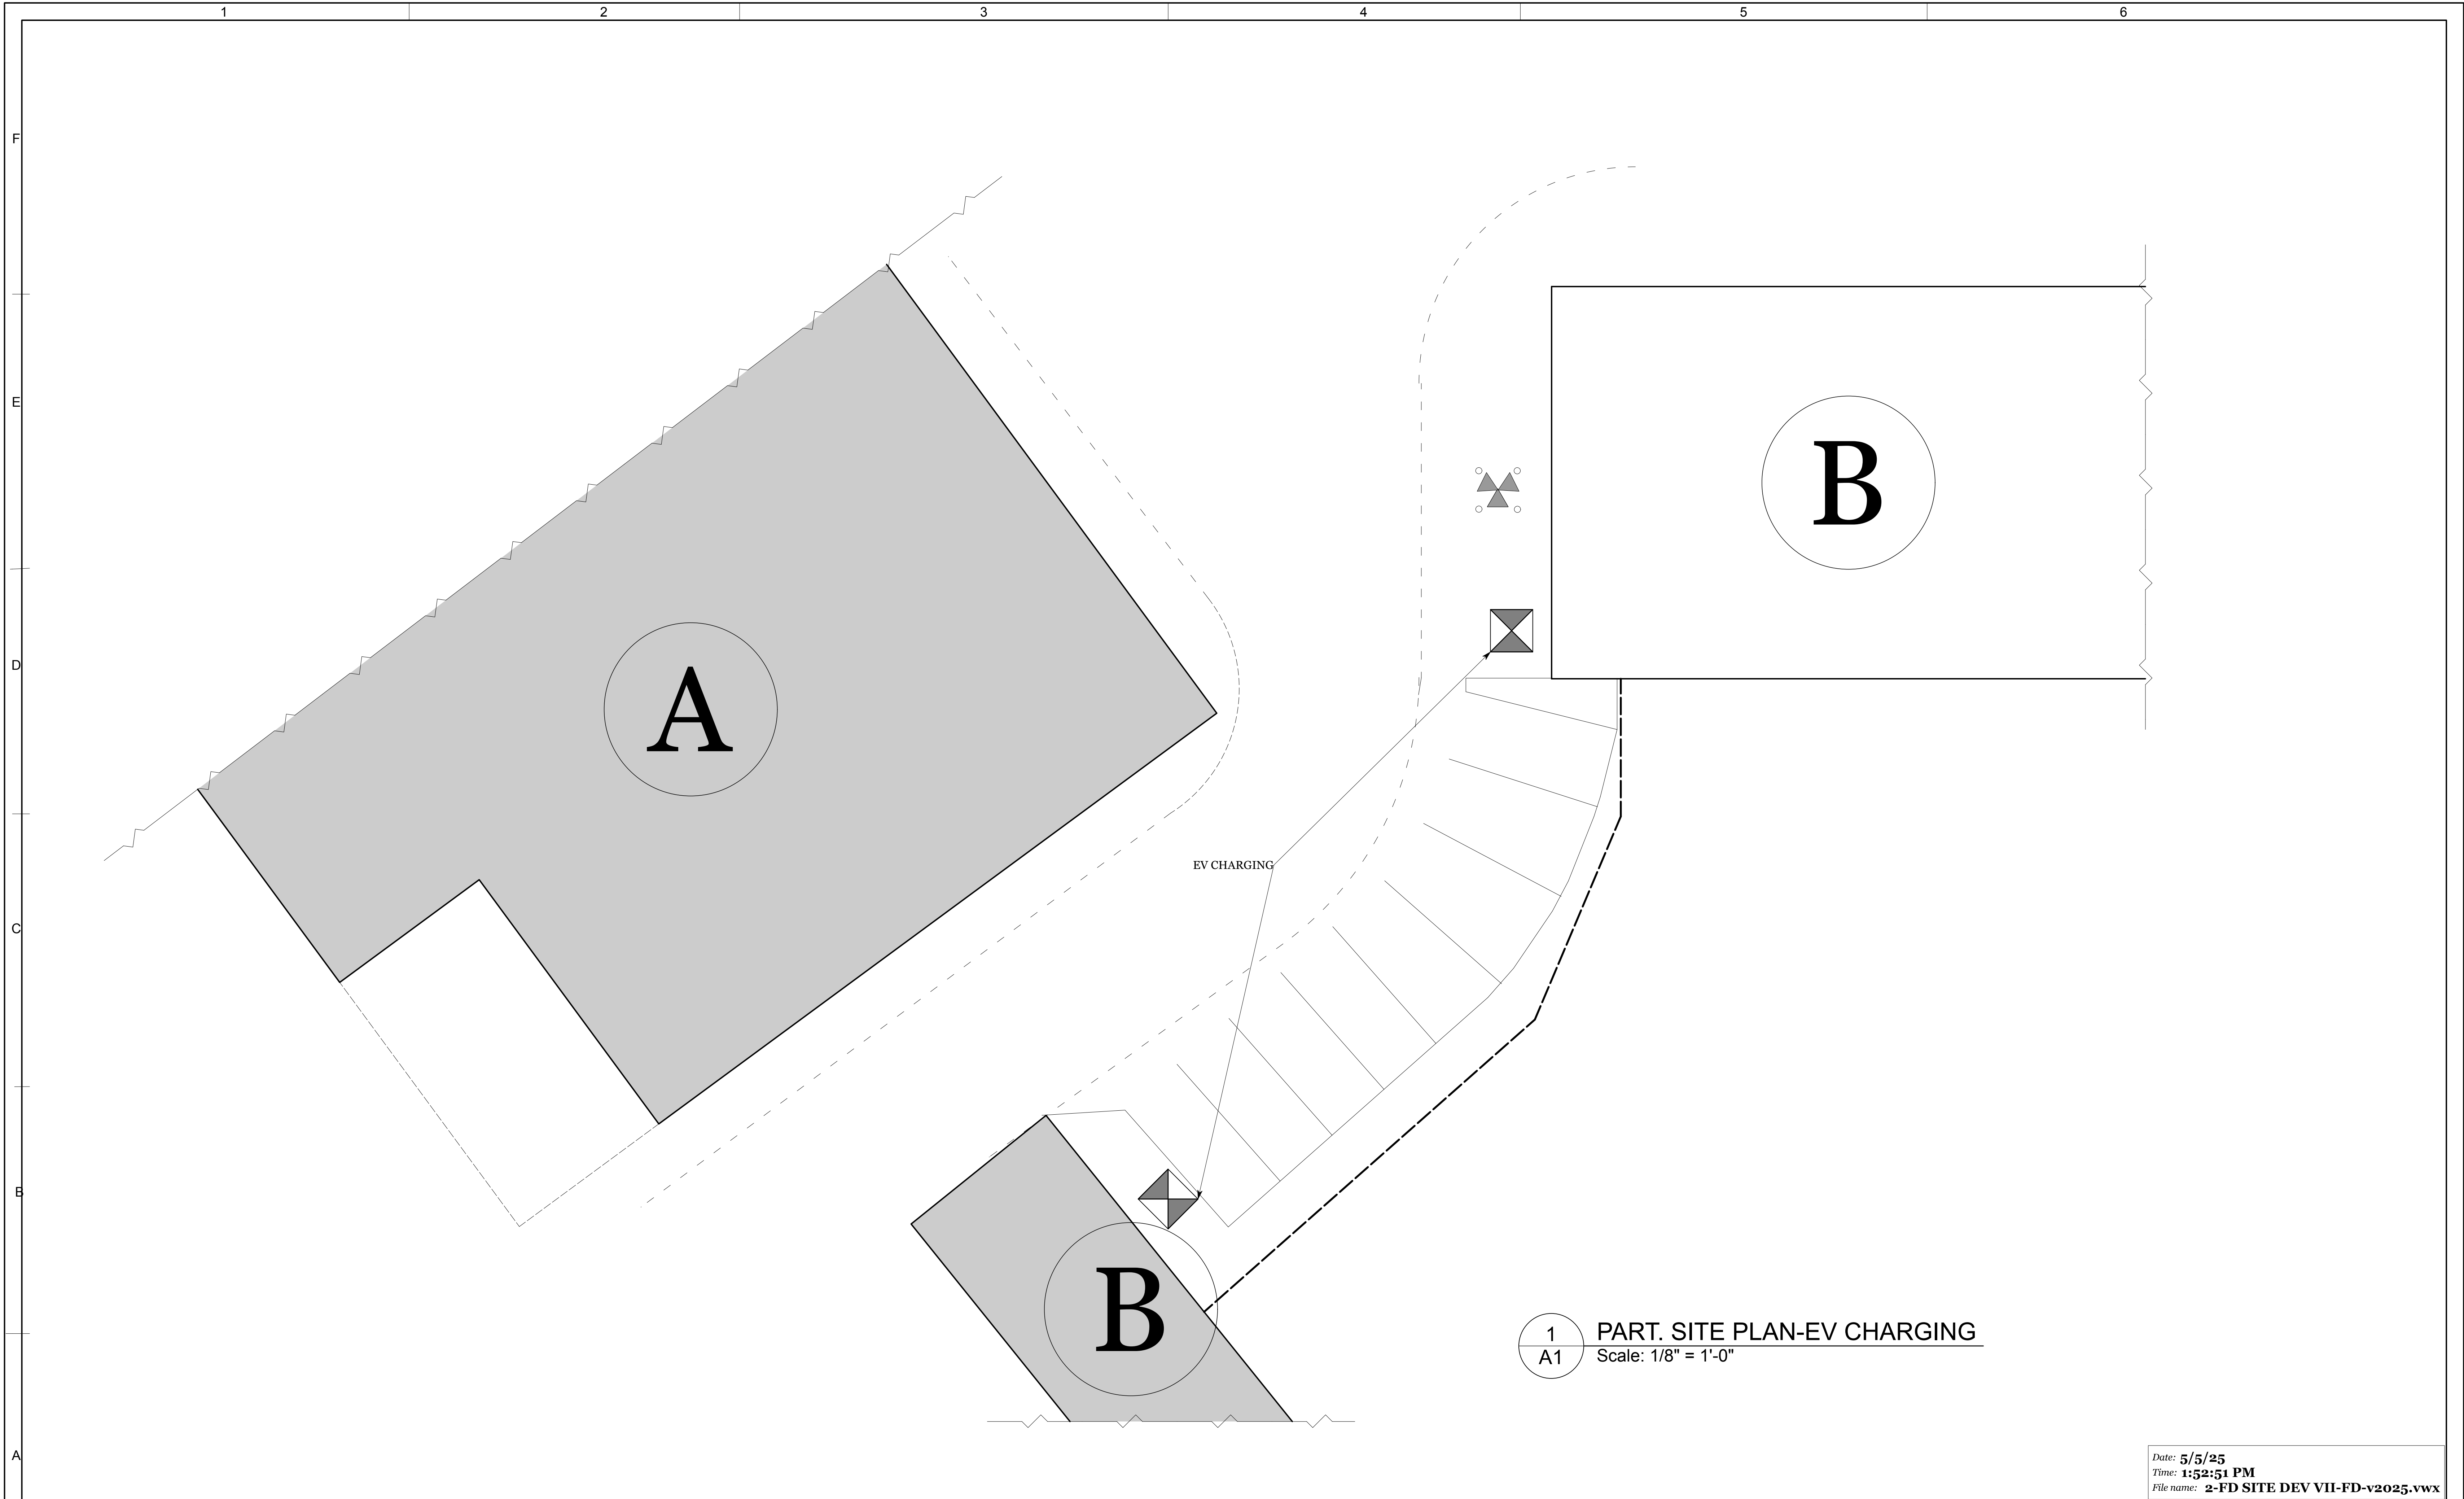 1 2 3 4 5 6
F
E
B
D
A
EV CHARGING
C
B
B
1 PART. SITE PLAN-EV CHARGING
A1 Scale: 1/8" = 1'-0"
A
Date: 5/5/25
Time: 1:52:51 PM
File name: 2-FD SITE DEV VII-FD-v2025.vwx